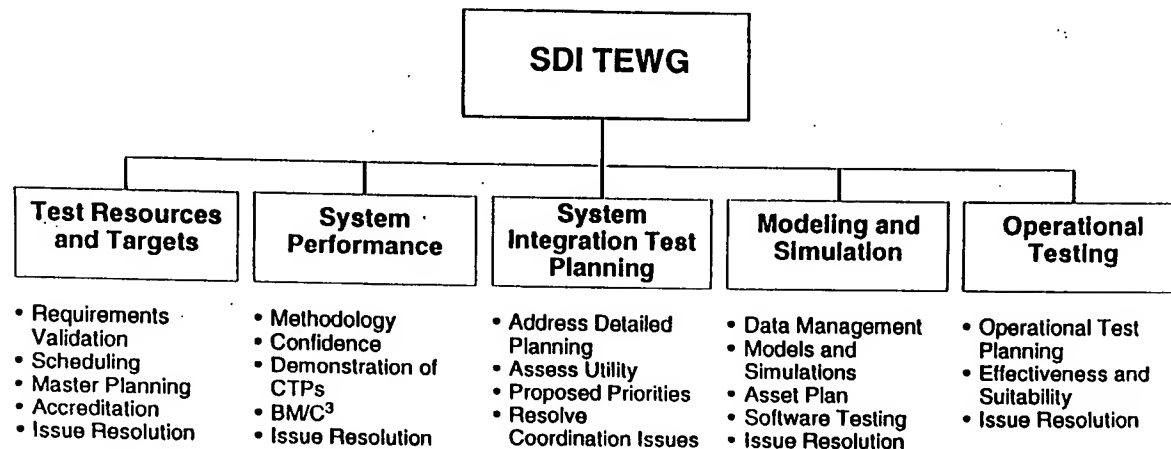 SDI TEWG
Test Resources
and Targets
• Requirements
Validation
• Scheduling
• Master Planning
• Accreditation
• Issue Resolution
System
Performance
• Methodology
• Confidence
• Demonstration of
CTPs
• BM/C³
• Issue Resolution
System
Integration Test
Planning
• Address Detailed
Planning
• Assess Utility
• Proposed Priorities
• Resolve
Coordination Issues
Modeling and
Simulation
• Data Management
• Models and
Simulations
• Asset Plan
• Software Testing
• Issue Resolution
Operational
Testing
• Operational Test
Planning
• Effectiveness and
Suitability
• Issue Resolution